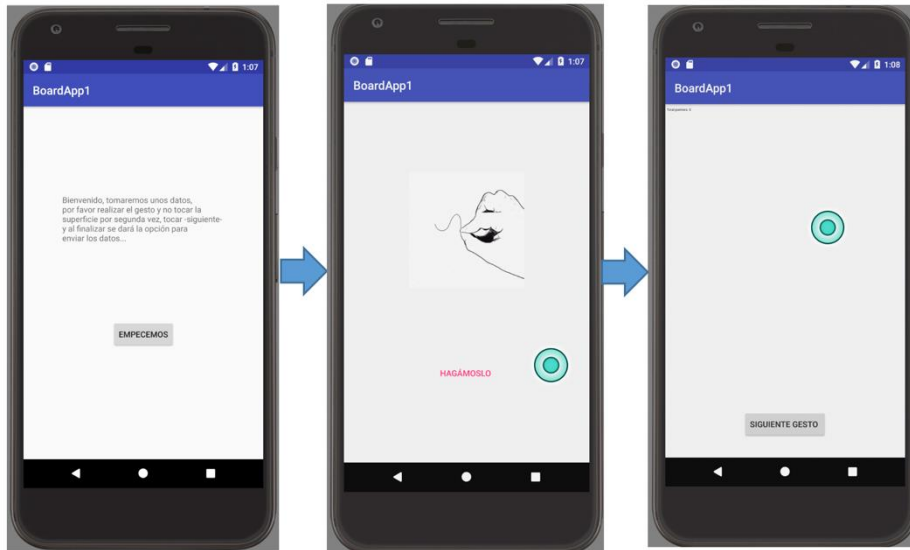 1:07
BoardApp1
Bienvenido, tomaremos unos datos,
por favor realizar el gesto y no tocar la
superficie por segunda vez, tocar -siguiente-
y al finalizar se dará la opción para
enviar los datos...
EMPECEMOS
1:07
BoardApp1
HAGÁMOSLO
1:08
BoardApp1
SIGUIENTE GESTO